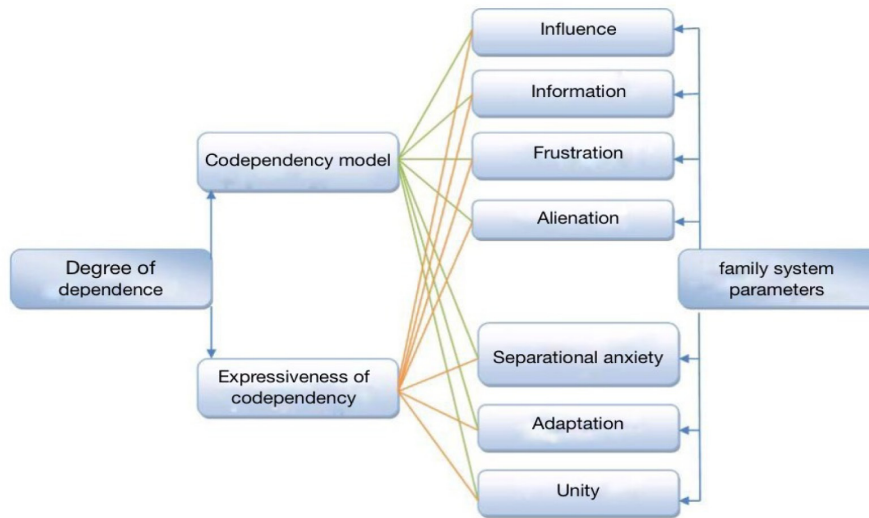 Influence
Information
Codependency model
Frustration
Alienation
Degree of
dependence
family system
parameters
Separational anxiety
Expressiveness of
codependency
Adaptation
Unity